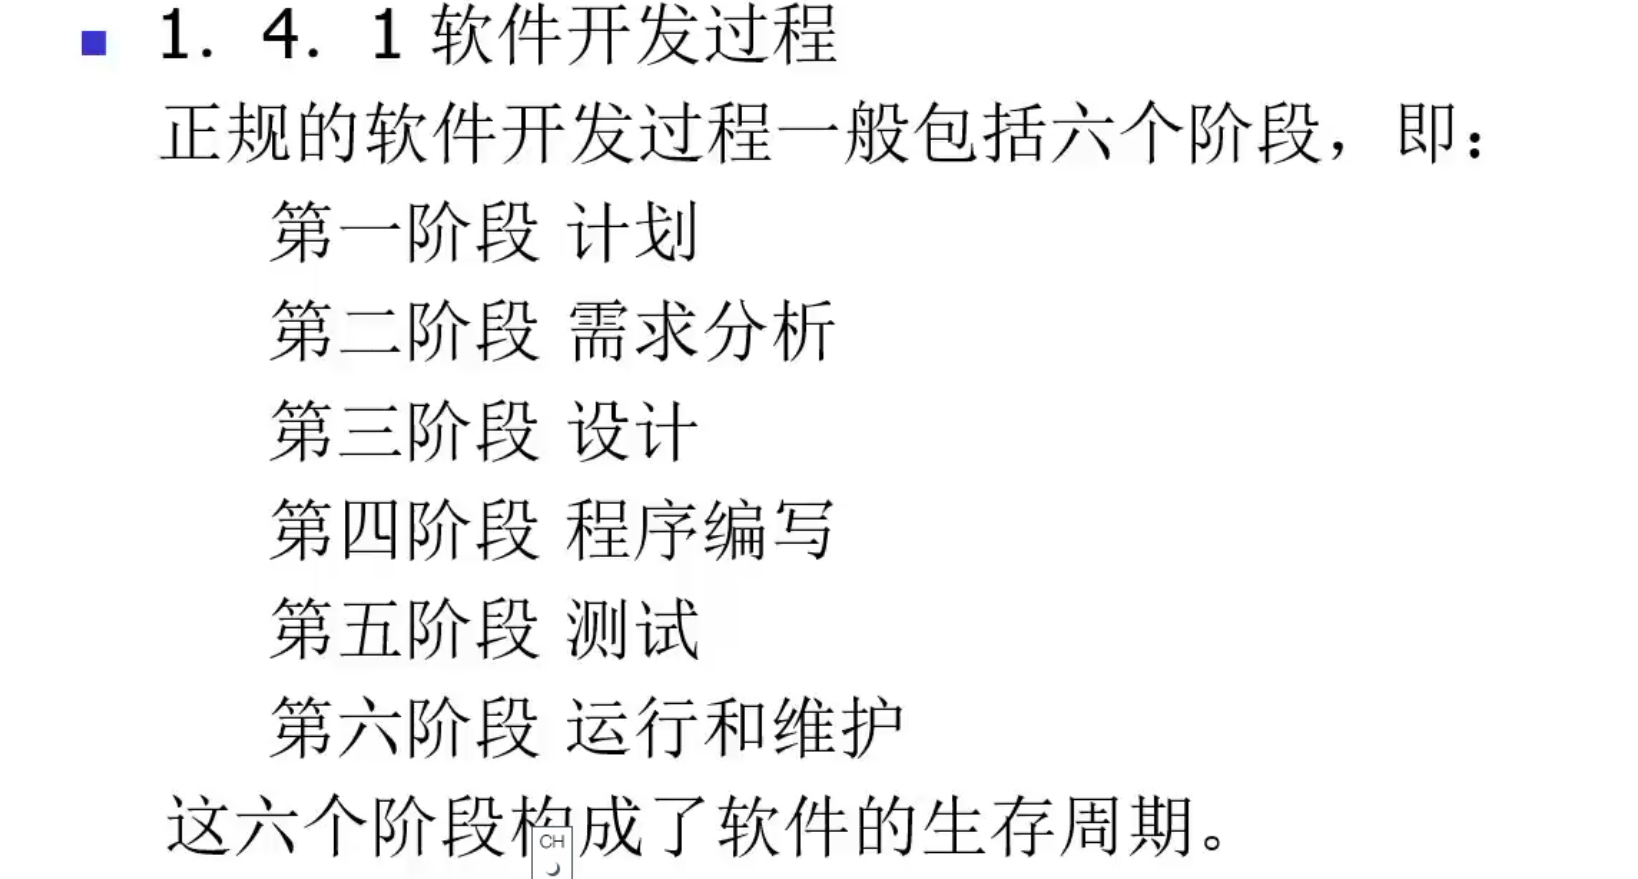 1. 4. 1 软件开发过程
正规的软件开发过程一般包括六个阶段，即：
第一阶段 计划
第二阶段 需求分析
第三阶段 设计
第四阶段 程序编写
第五阶段 测试
第六阶段 运行和维护
这六个阶段构成了软件的生存周期。
CH